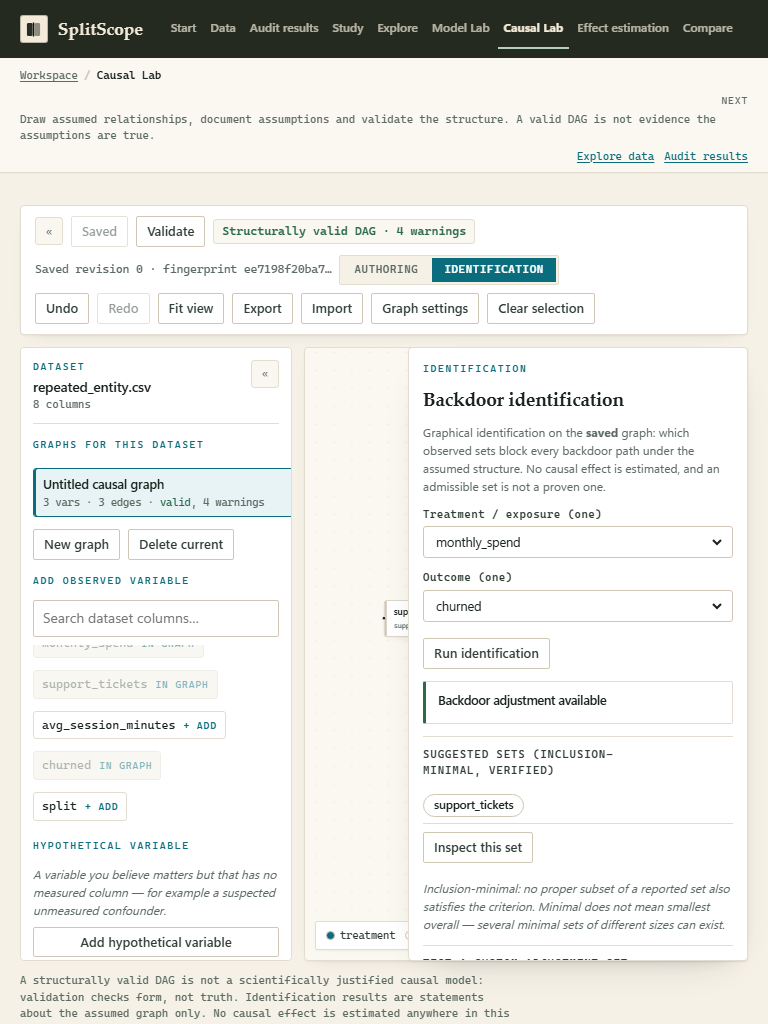 SplitScope
Start Data Audit results Study Explore Model Lab Causal Lab Effect estimation Compare
Workspace / Causal Lab
NEXT
Draw assumed relationships, document assumptions and validate the structure. A valid DAG is not evidence the
assumptions are true.
Explore data Audit results
« Saved Validate Structurally valid DAG · 4 warnings
Saved revision 0 · fingerprint ee7198f20ba7… AUTHORING IDENTIFICATION
Undo Redo Fit view Export Import Graph settings Clear selection
DATASET
«
repeated_entity.csv
8 columns
GRAPHS FOR THIS DATASET
Untitled causal graph
3 vars · 3 edges · valid, 4 warnings
New graph Delete current
ADD OBSERVED VARIABLE
Search dataset columns...
monthly_spend IN GRAPH
support_tickets IN GRAPH
avg_session_minutes + ADD
churned IN GRAPH
split + ADD
HYPOTHETICAL VARIABLE
A variable you believe matters but that has no
measured column — for example a suspected
unmeasured confounder.
Add hypothetical variable
sup
supp
treatment
IDENTIFICATION
Backdoor identification
Graphical identification on the saved graph: which
observed sets block every backdoor path under the
assumed structure. No causal effect is estimated, and an
admissible set is not a proven one.
Treatment / exposure (one)
monthly_spend
Outcome (one)
churned
Run identification
Backdoor adjustment available
SUGGESTED SETS (INCLUSION-
MINIMAL, VERIFIED)
support_tickets
Inspect this set
Inclusion-minimal: no proper subset of a reported set also
satisfies the criterion. Minimal does not mean smallest
overall — several minimal sets of different sizes can exist.
A structurally valid DAG is not a scientifically justified causal model:
validation checks form, not truth. Identification results are statements
about the assumed graph only. No causal effect is estimated anywhere in this